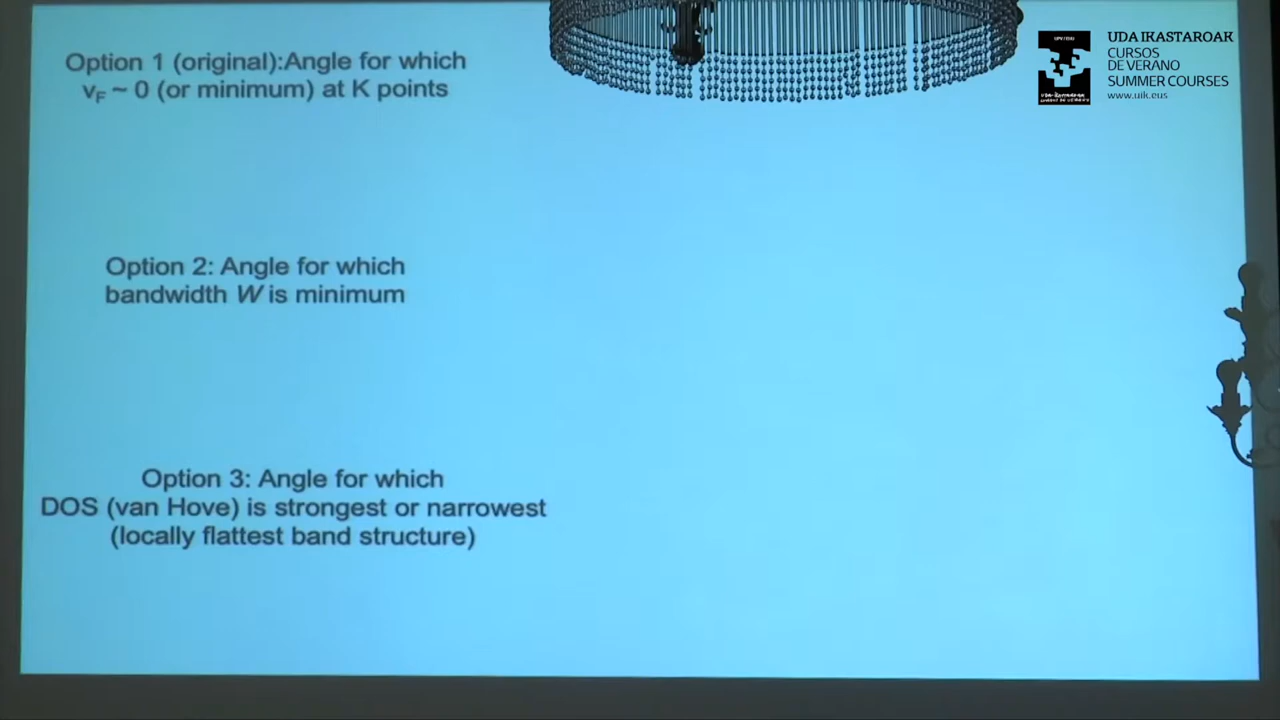 Option 1 (original):Angle for which
vF ~ 0 (or minimum) at K points
Option 2: Angle for which
bandwidth W is minimum
Option 3: Angle for which
DOS (van Hove) is strongest or narrowest
(locally flattest band structure)
UDA IKASTAROAK
CURSOS
DE VERANO
SUMMER COURSES
www.uik.eus